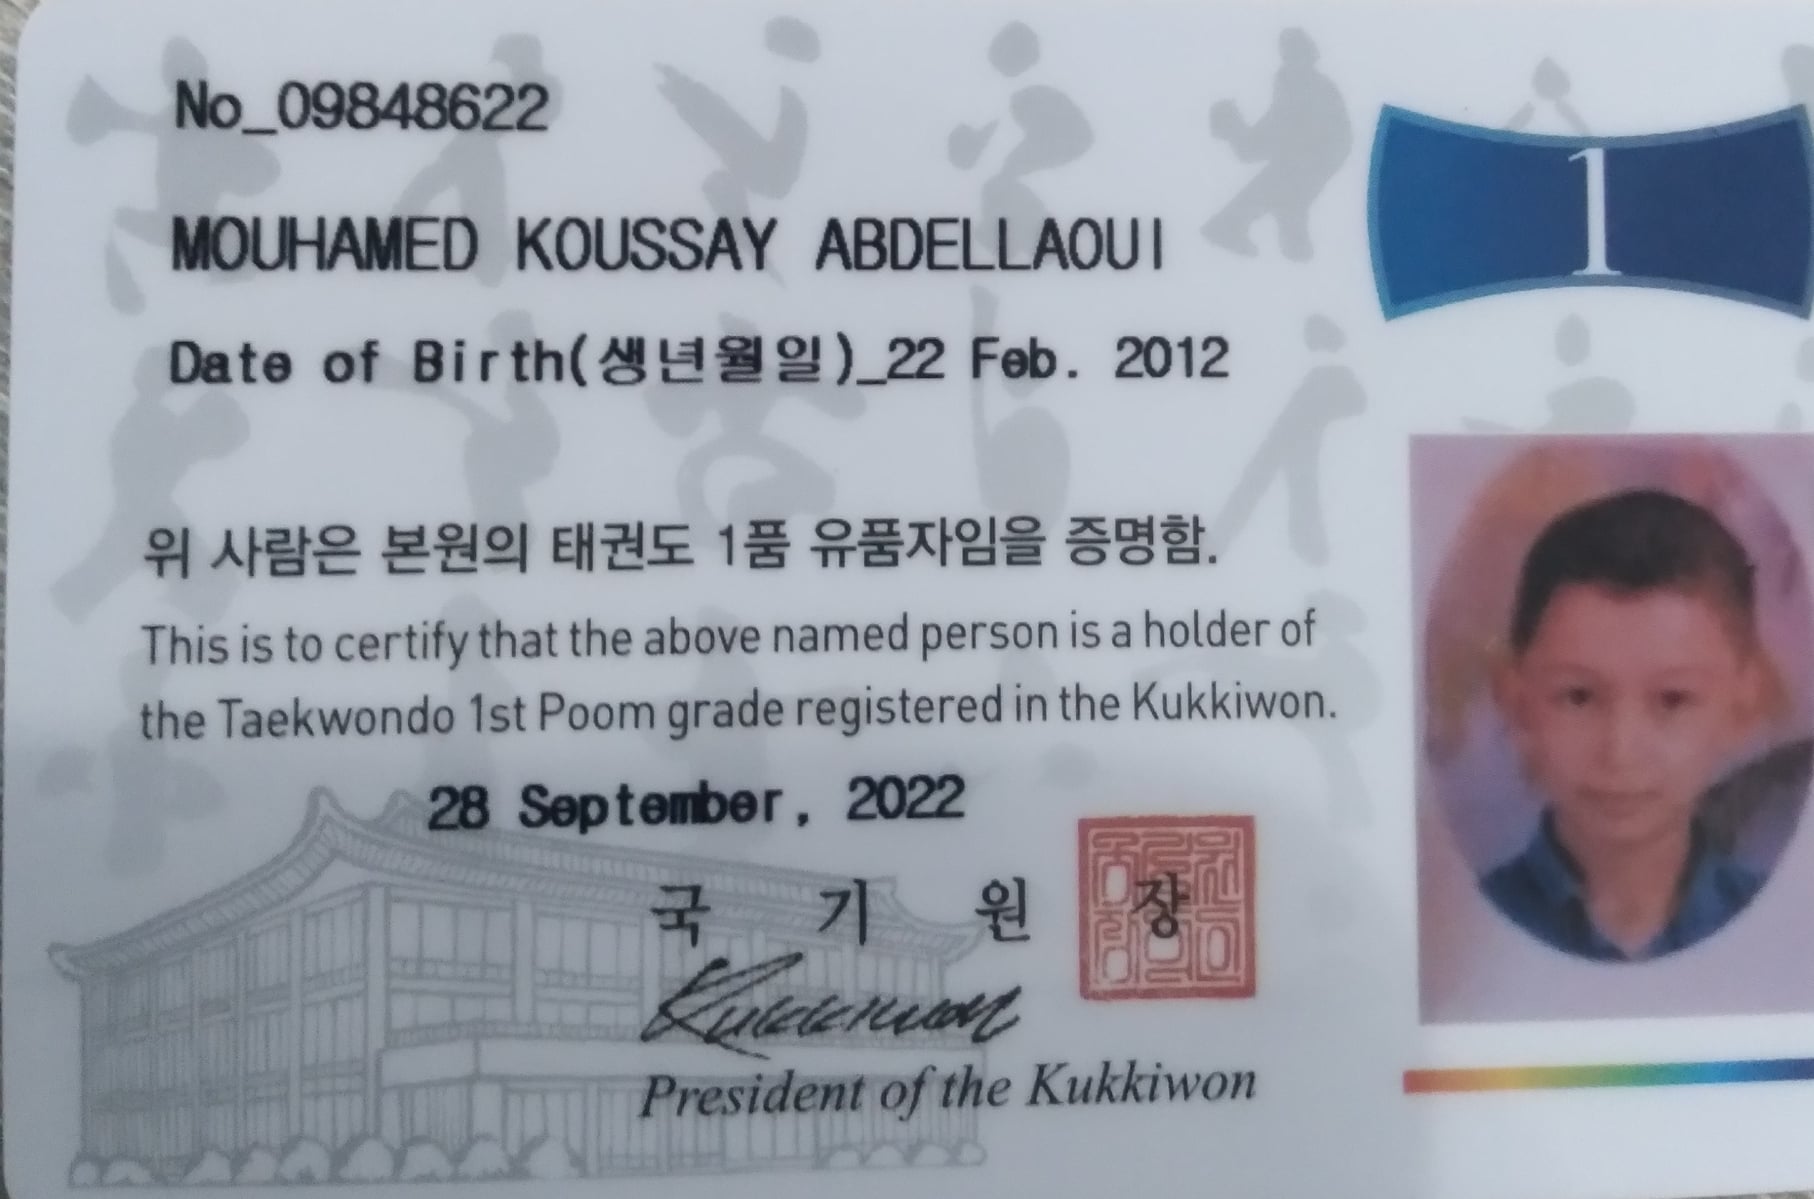 No_09848622
1
MOUHAMED KOUSSAY ABDELLAOUI
Date of Birth(생년월일)_22 Feb. 2012
위 사람은 본원의 태권도 1품 유품자임을 증명함.
This is to certify that the above named person is a holder of
the Taekwondo 1st Poom grade registered in the Kukkiwon.
28 September, 2022
국 기 원 장
Kukkiwon
President of the Kukkiwon